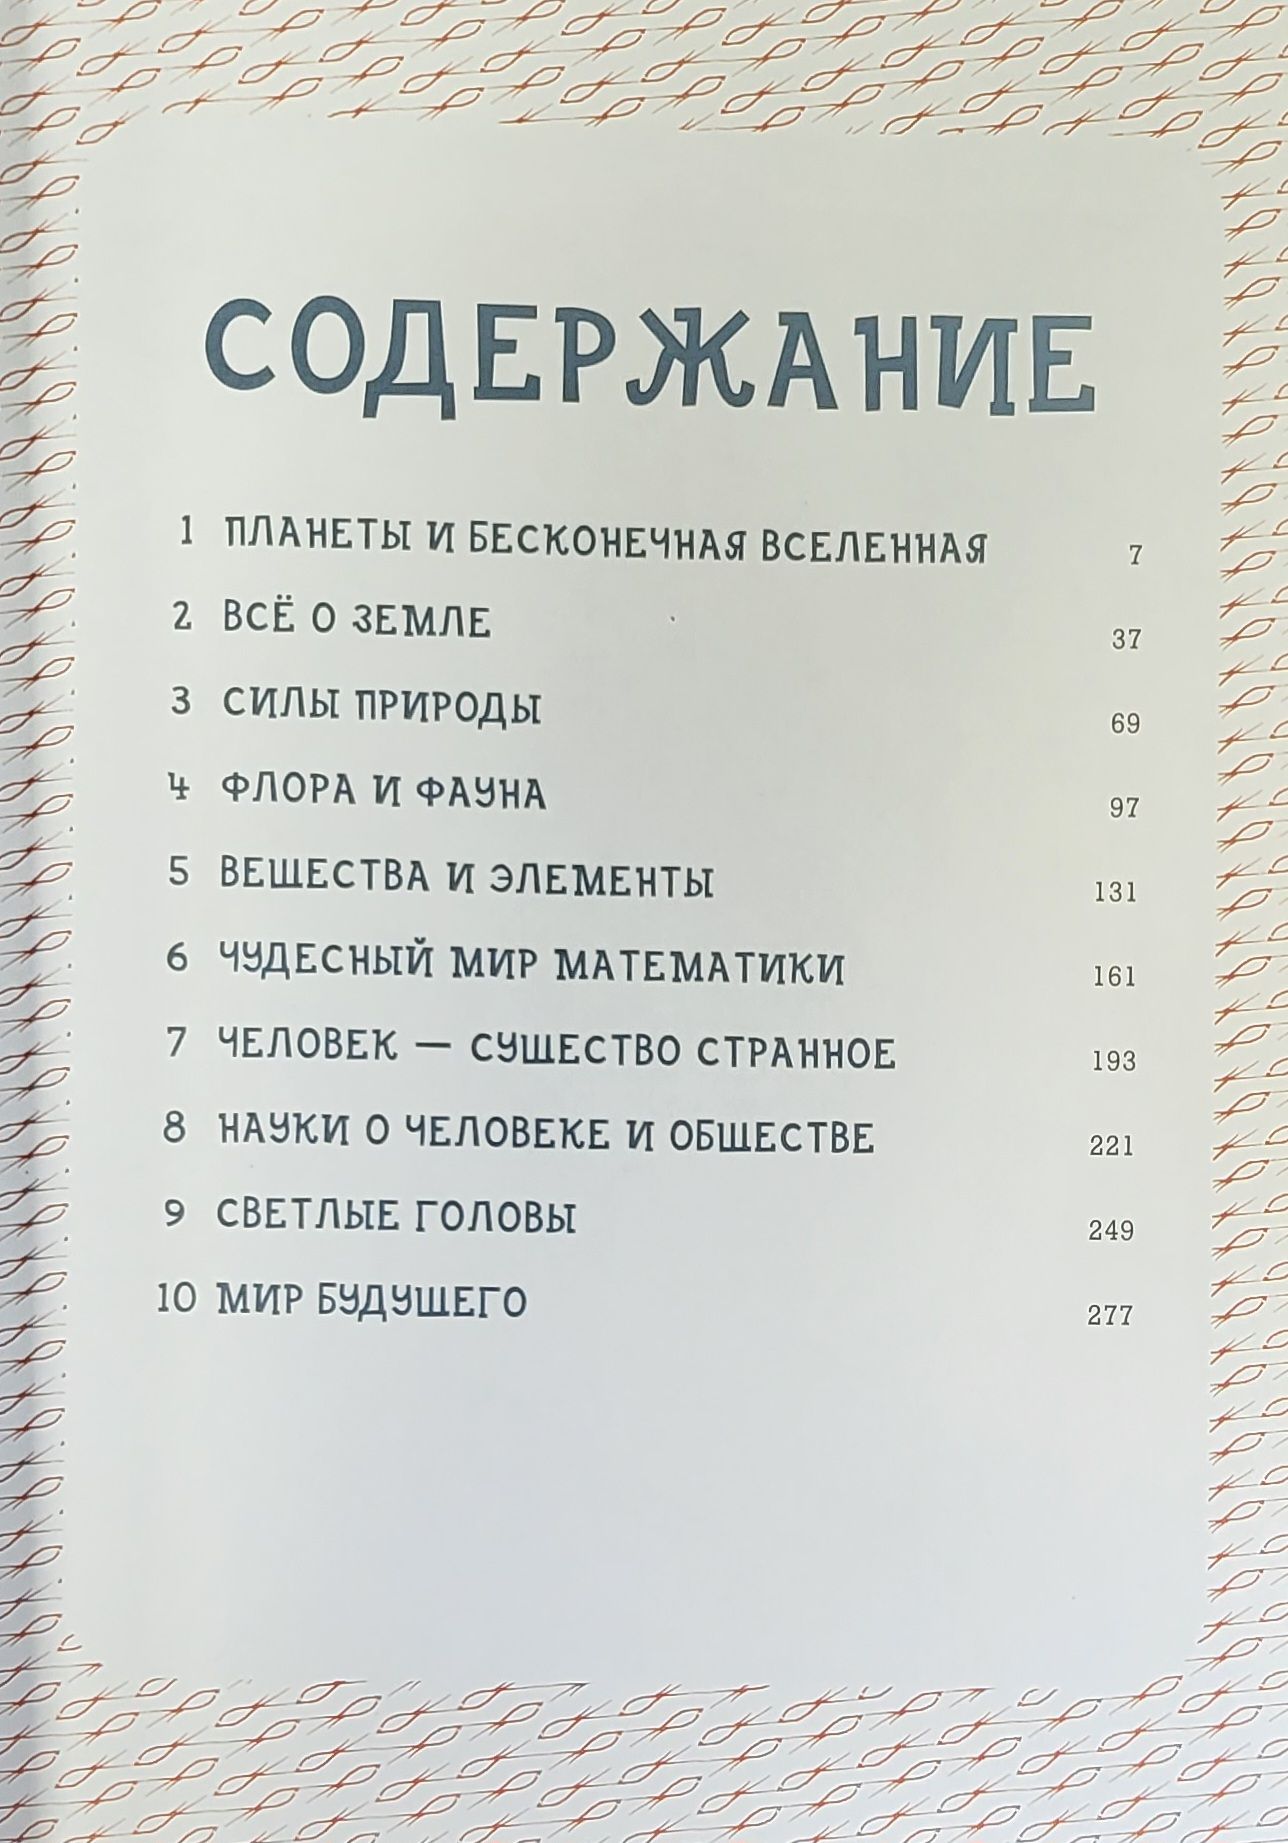 СОДЕРЖАНИЕ
1 ПЛАНЕТЫ И БЕСКОНЕЧНАЯ ВСЕЛЕННАЯ 7
2 ВСЁ О ЗЕМЛЕ 37
3 СИЛЫ ПРИРОДЫ 69
4 ФЛОРА И ФАУНА 97
5 ВЕЩЕСТВА И ЭЛЕМЕНТЫ 131
6 ЧУДЕСНЫЙ МИР МАТЕМАТИКИ 161
7 ЧЕЛОВЕК — СУЩЕСТВО СТРАННОЕ 193
8 НАУКИ О ЧЕЛОВЕКЕ И ОБЩЕСТВЕ 221
9 СВЕТЛЫЕ ГОЛОВЫ 249
10 МИР БУДУЩЕГО 277